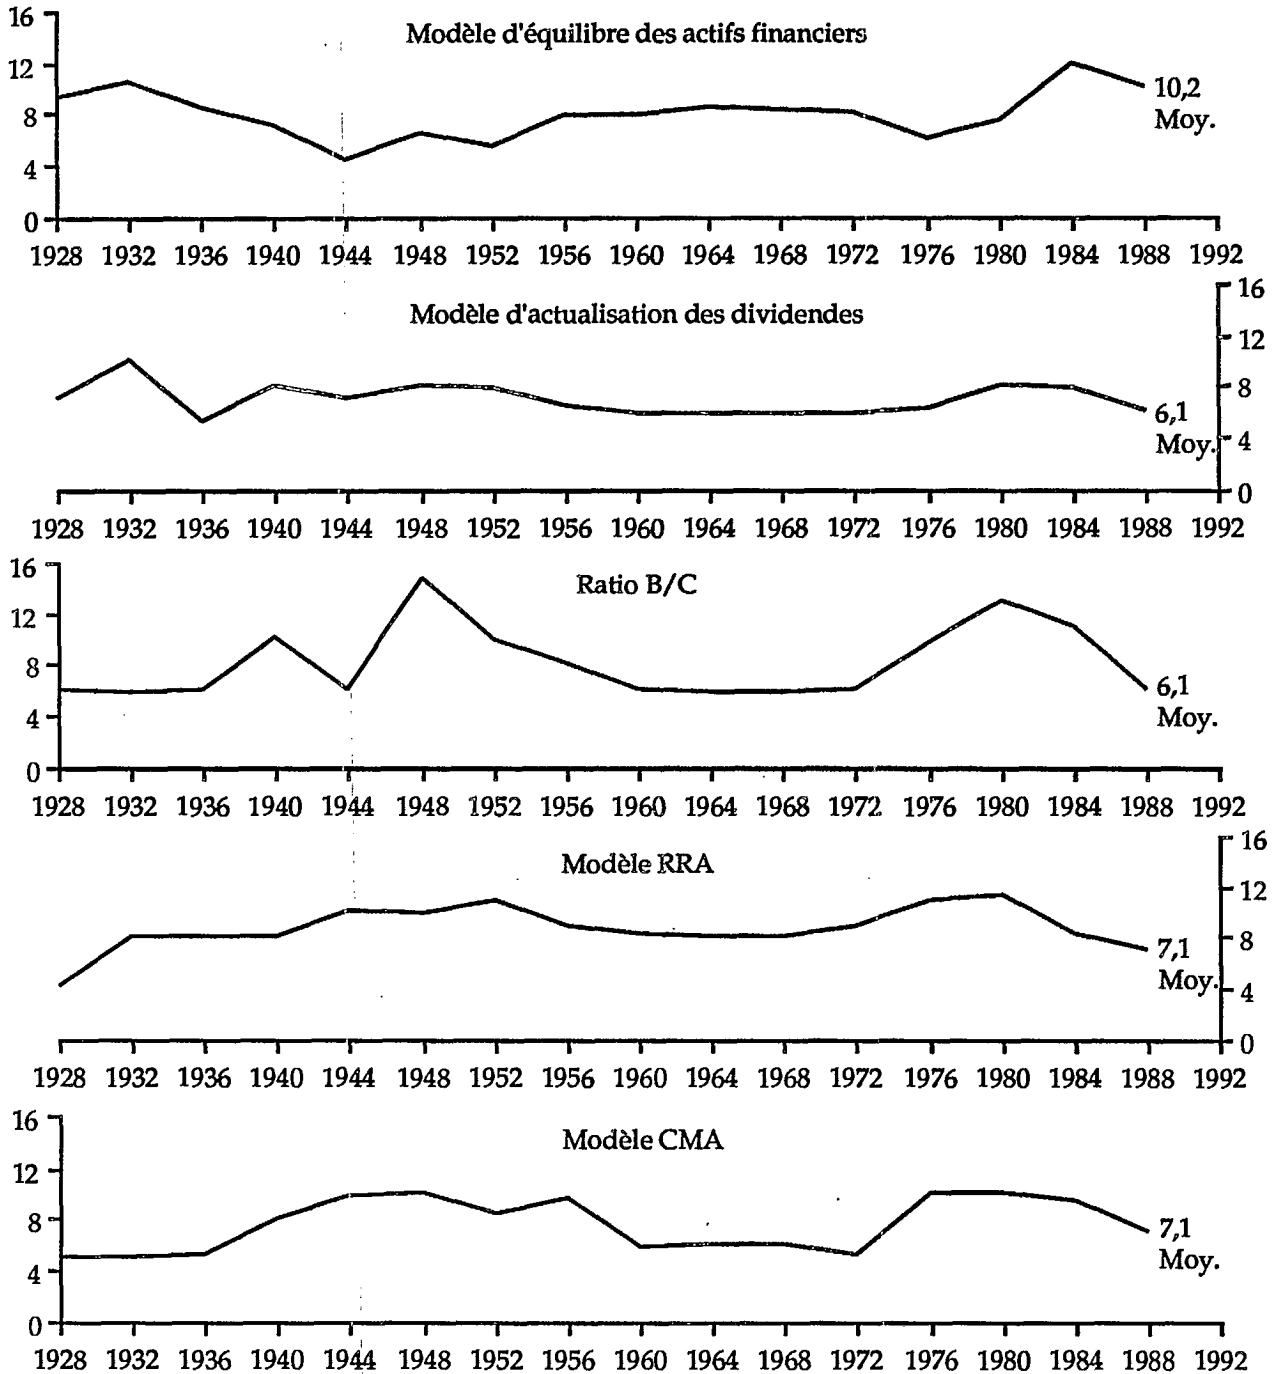 Modèle d'équilibre des actifs financiers
16
12
8
4
0
10,2
Moy.
1928 1932 1936 1940 1944 1948 1952 1956 1960 1964 1968 1972 1976 1980 1984 1988 1992
Modèle d'actualisation des dividendes
16
12
8
4
0
6,1
Moy.
1928 1932 1936 1940 1944 1948 1952 1956 1960 1964 1968 1972 1976 1980 1984 1988 1992
Ratio B/C
16
12
8
4
0
6,1
Moy.
1928 1932 1936 1940 1944 1948 1952 1956 1960 1964 1968 1972 1976 1980 1984 1988 1992
Modèle RRA
16
12
8
4
0
7,1
Moy.
1928 1932 1936 1940 1944 1948 1952 1956 1960 1964 1968 1972 1976 1980 1984 1988 1992
Modèle CMA
16
12
8
4
0
7,1
Moy.
1928 1932 1936 1940 1944 1948 1952 1956 1960 1964 1968 1972 1976 1980 1984 1988 1992